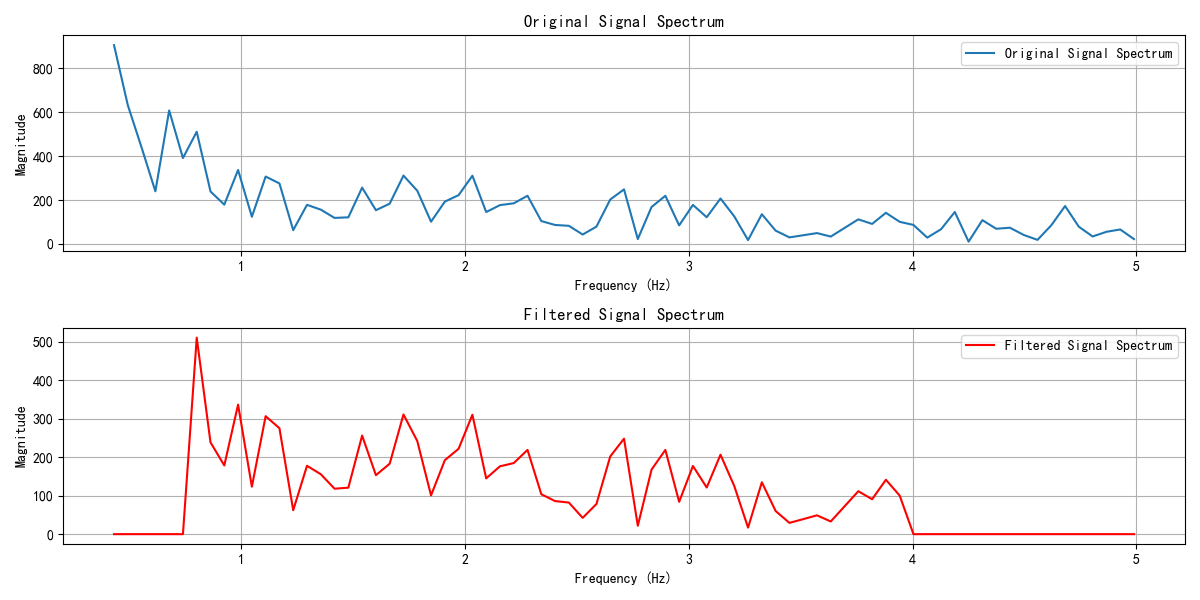 Original Signal Spectrum
Original Signal Spectrum
Magnitude
800
600
400
200
0
1 2 3 4 5
Frequency (Hz)
Filtered Signal Spectrum
Filtered Signal Spectrum
Magnitude
500
400
300
200
100
0
1 2 3 4 5
Frequency (Hz)